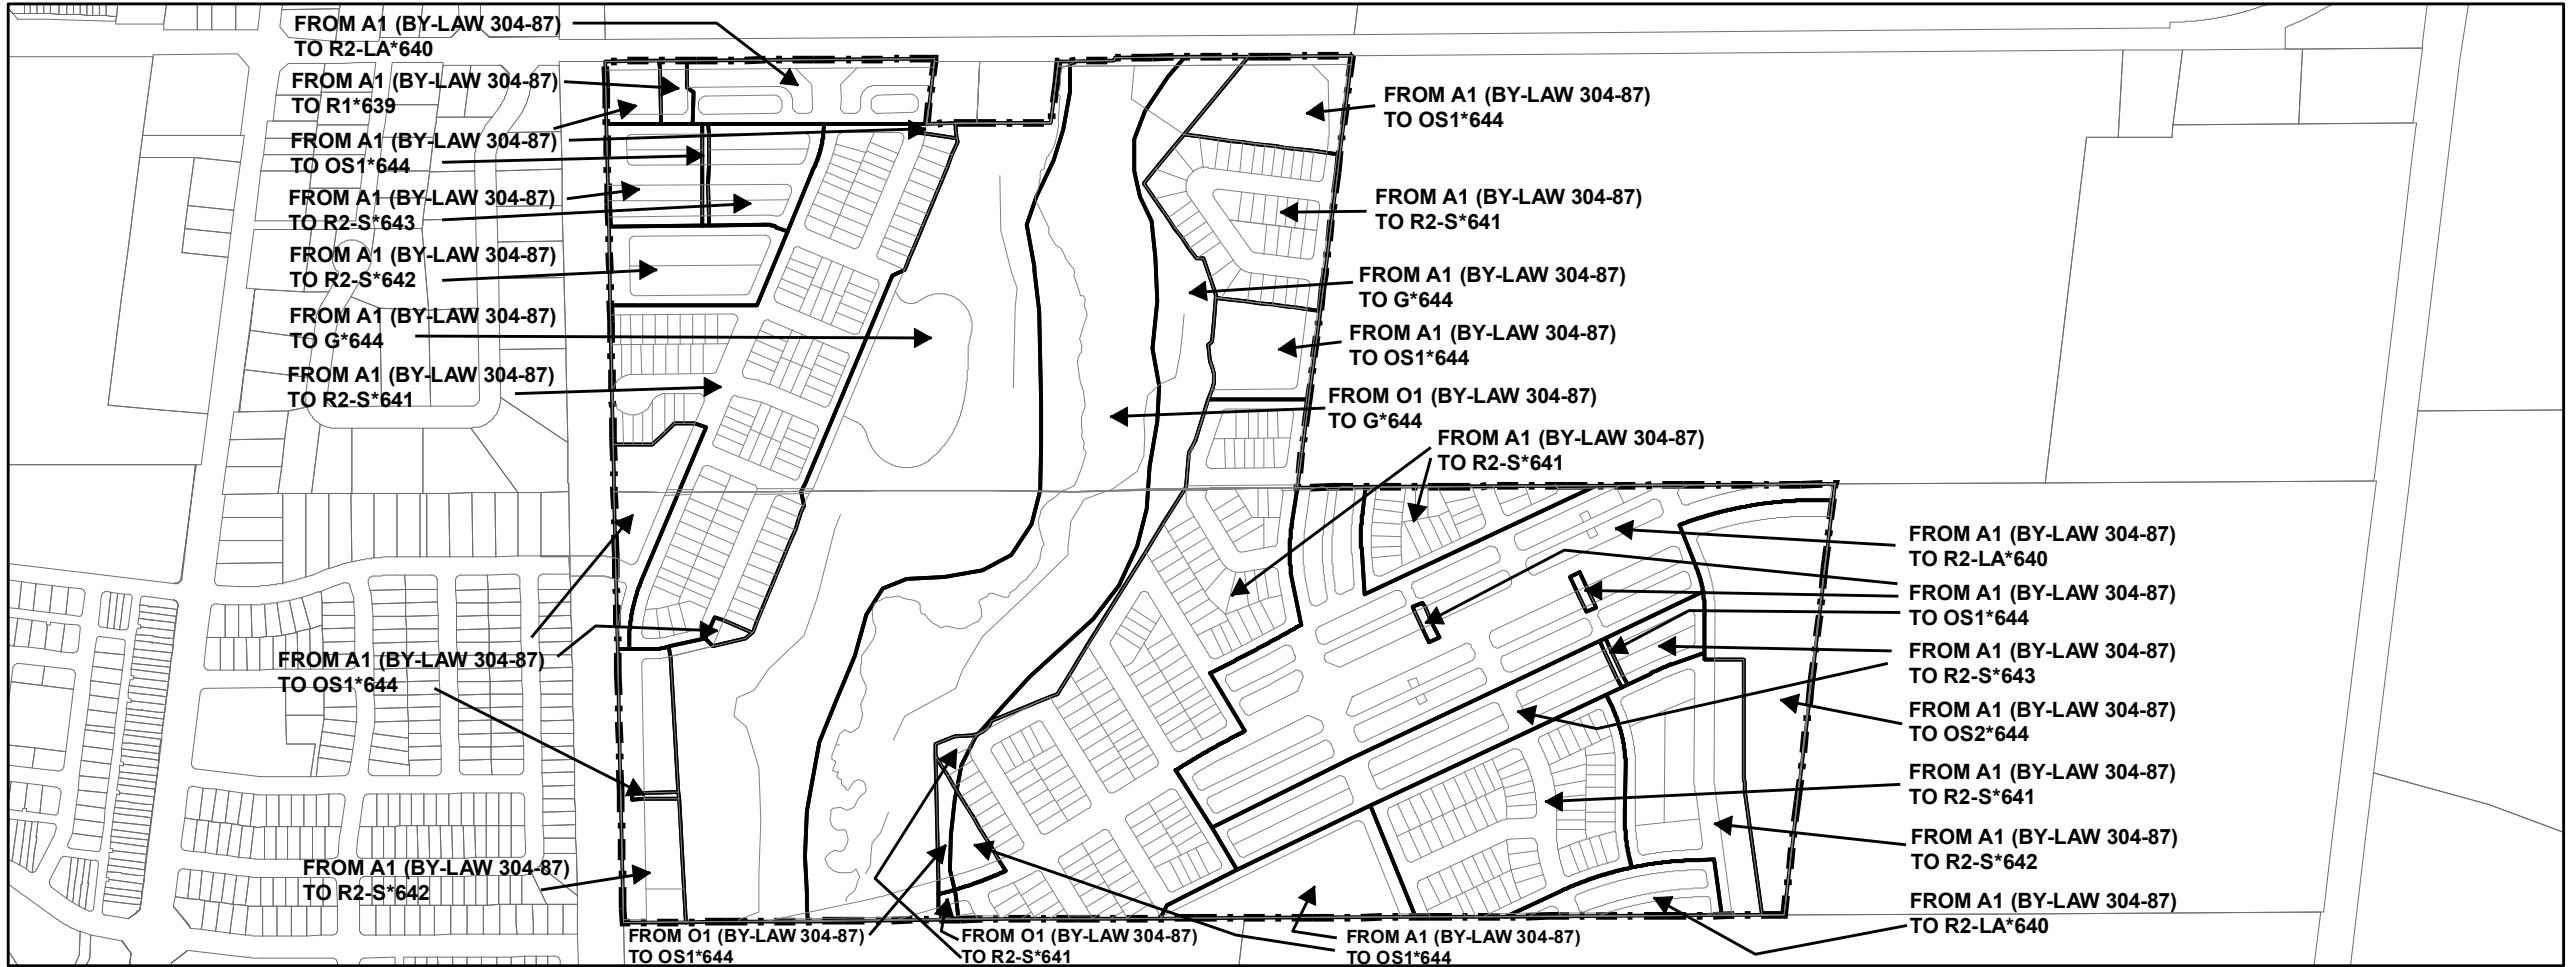 FROM A1 (BY-LAW 304-87)
TO R2-LA*640
FROM A1 (BY-LAW 304-87)
TO R1*639
FROM A1 (BY-LAW 304-87)
TO OS1*644
FROM A1 (BY-LAW 304-87)
TO R2-S*643
FROM A1 (BY-LAW 304-87)
TO R2-S*642
FROM A1 (BY-LAW 304-87)
TO G*644
FROM A1 (BY-LAW 304-87)
TO R2-S*641
FROM A1 (BY-LAW 304-87)
TO OS1*644
FROM A1 (BY-LAW 304-87)
TO R2-S*642
FROM A1 (BY-LAW 304-87)
TO OS1*644
FROM A1 (BY-LAW 304-87)
TO R2-S*641
FROM A1 (BY-LAW 304-87)
TO G*644
FROM A1 (BY-LAW 304-87)
TO OS1*644
FROM O1 (BY-LAW 304-87)
TO G*644
FROM A1 (BY-LAW 304-87)
TO R2-S*641
FROM A1 (BY-LAW 304-87)
TO R2-LA*640
FROM A1 (BY-LAW 304-87)
TO OS1*644
FROM A1 (BY-LAW 304-87)
TO R2-S*643
FROM A1 (BY-LAW 304-87)
TO OS2*644
FROM A1 (BY-LAW 304-87)
TO R2-S*641
FROM A1 (BY-LAW 304-87)
TO R2-S*642
FROM A1 (BY-LAW 304-87)
TO R2-LA*640
FROM O1 (BY-LAW 304-87)
TO OS1*644
FROM O1 (BY-LAW 304-87)
TO R2-S*641
FROM A1 (BY-LAW 304-87)
TO OS1*644